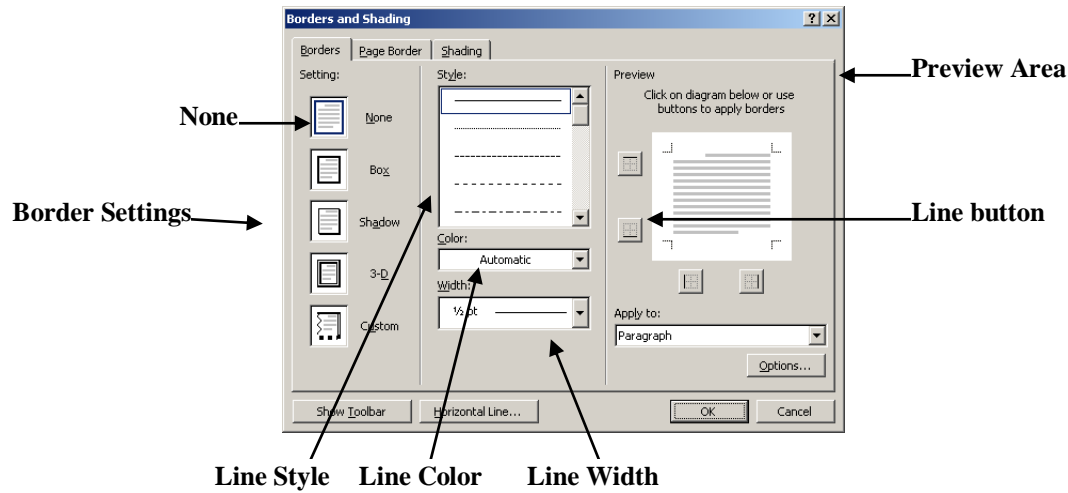 Borders and Shading
Borders Page Border Shading
Setting: Style: Preview
Preview Area
Click on diagram below or use
buttons to apply borders
None
None
Box
Border Settings
Shadow
Line button
Color:
Automatic
3-D
Width:
½ pt
Custom
Apply to:
Paragraph
Options...
Show Toolbar Horizontal Line... OK Cancel
Line Style Line Color Line Width